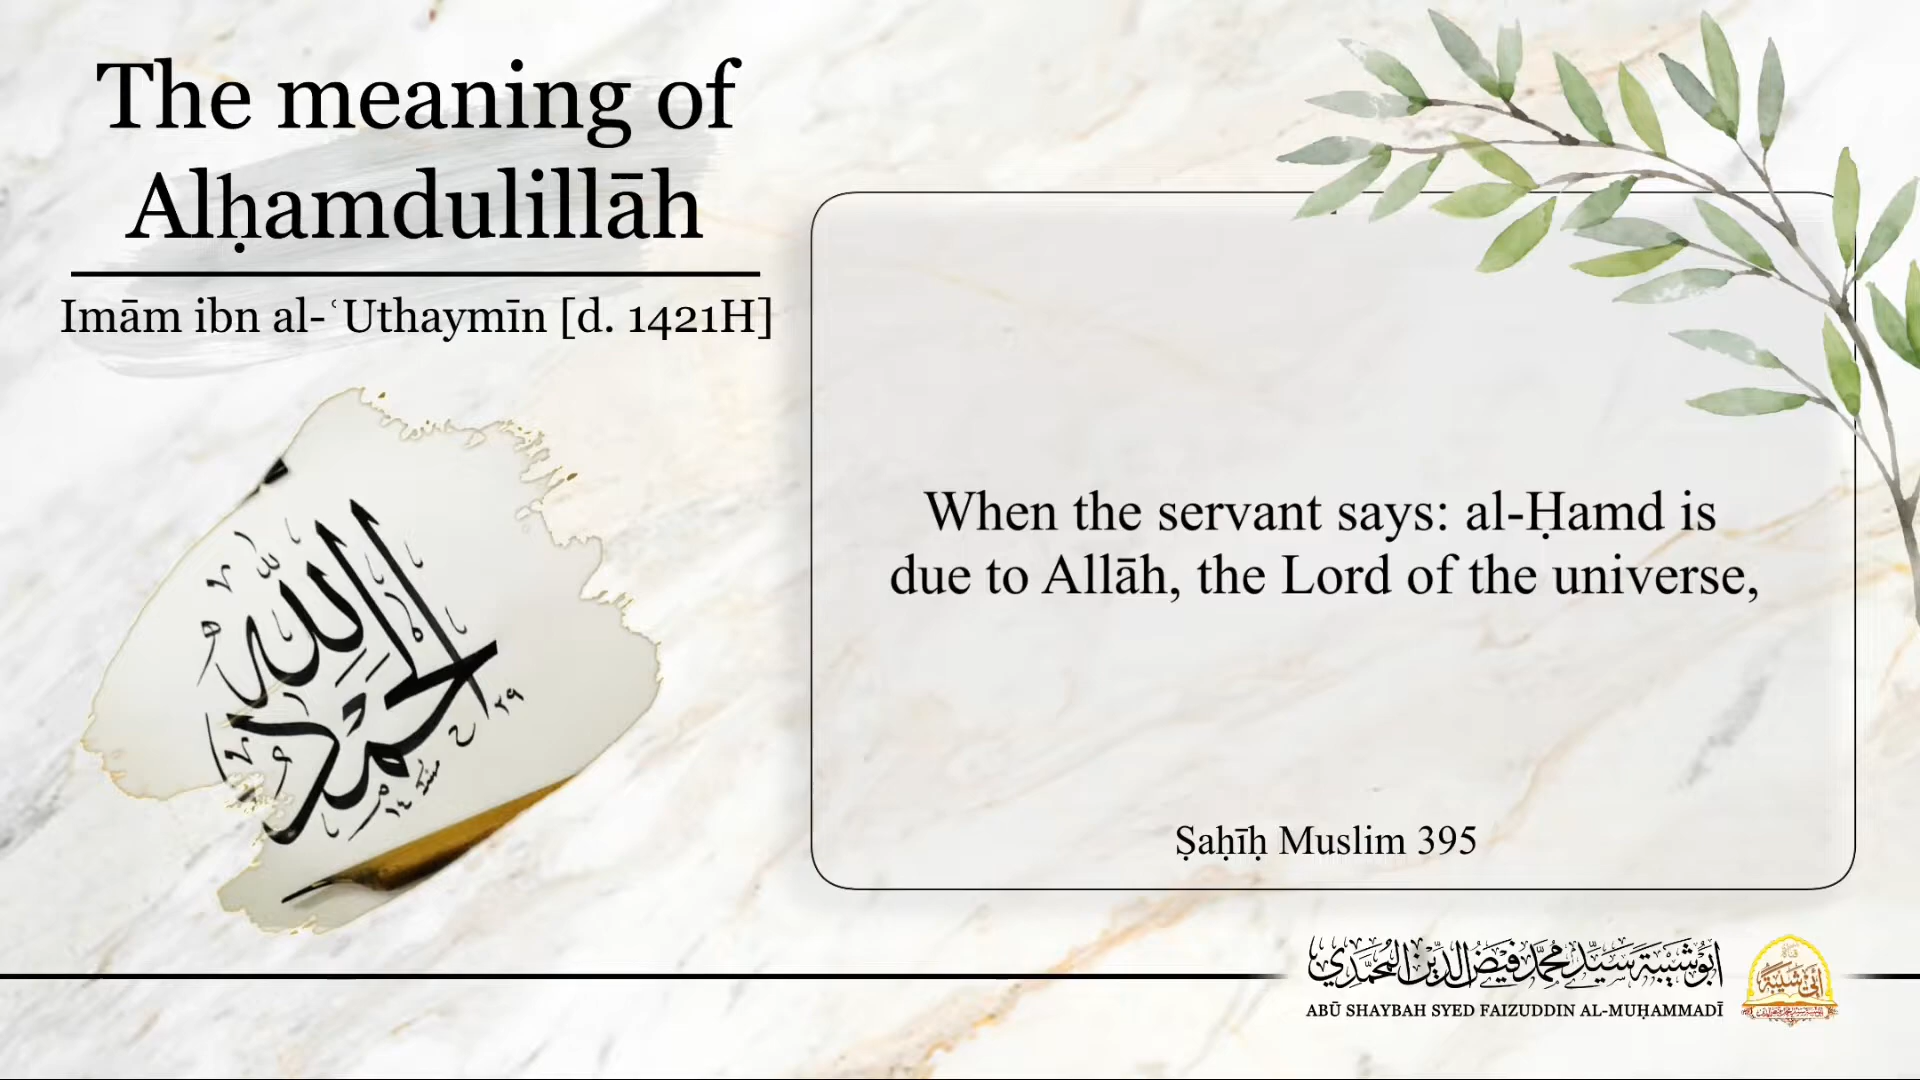 The meaning of
Alḥamdulillāh
Imām ibn al-ʿUthaymīn [d. 1421H]
الحمد لله
When the servant says: al-Ḥamd is
due to Allāh, the Lord of the universe,
Ṣaḥīḥ Muslim 395
ابو شيبة سيد محمد فيض الدين المحمدي
ABŪ SHAYBAH SYED FAIZUDDIN AL-MUḤAMMADĪ